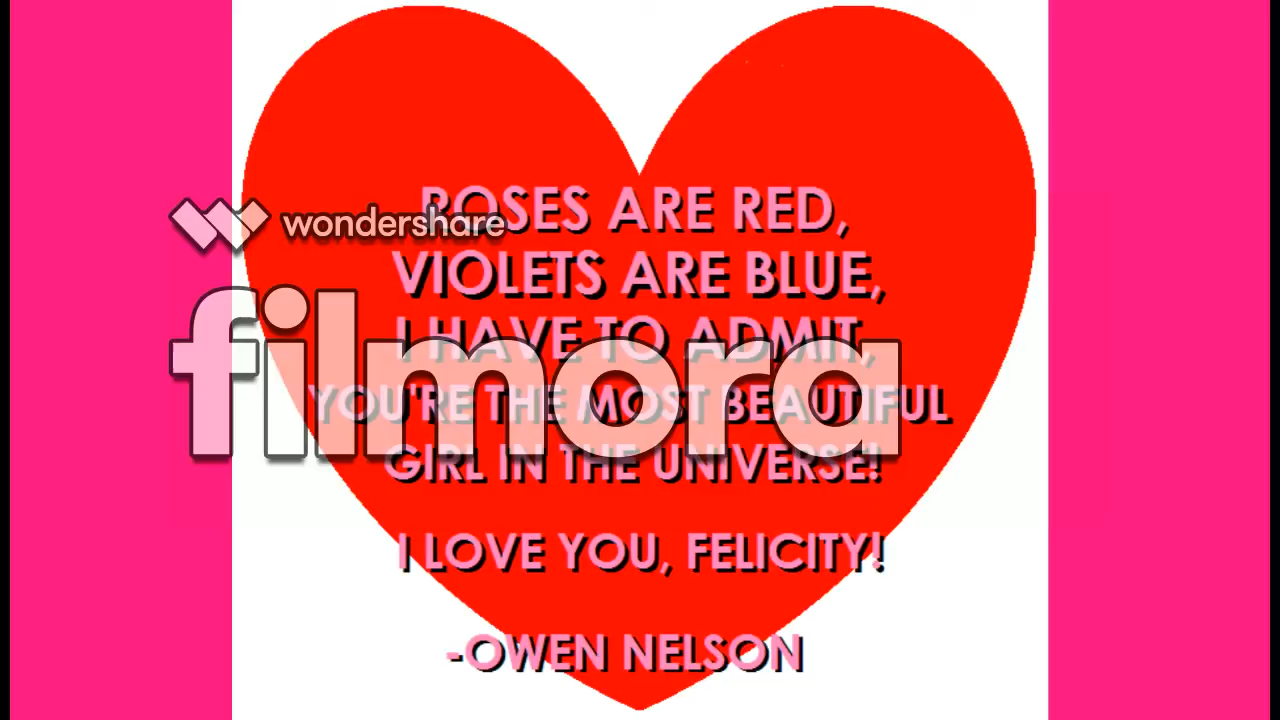 ROSES ARE RED,
wondershare
VIOLETS ARE BLUE,
I HAVE TO ADMIT,
filmora
YOU'RE THE MOST BEAUTIFUL
GIRL IN THE UNIVERSE!
I LOVE YOU, FELICITY!
-OWEN NELSON